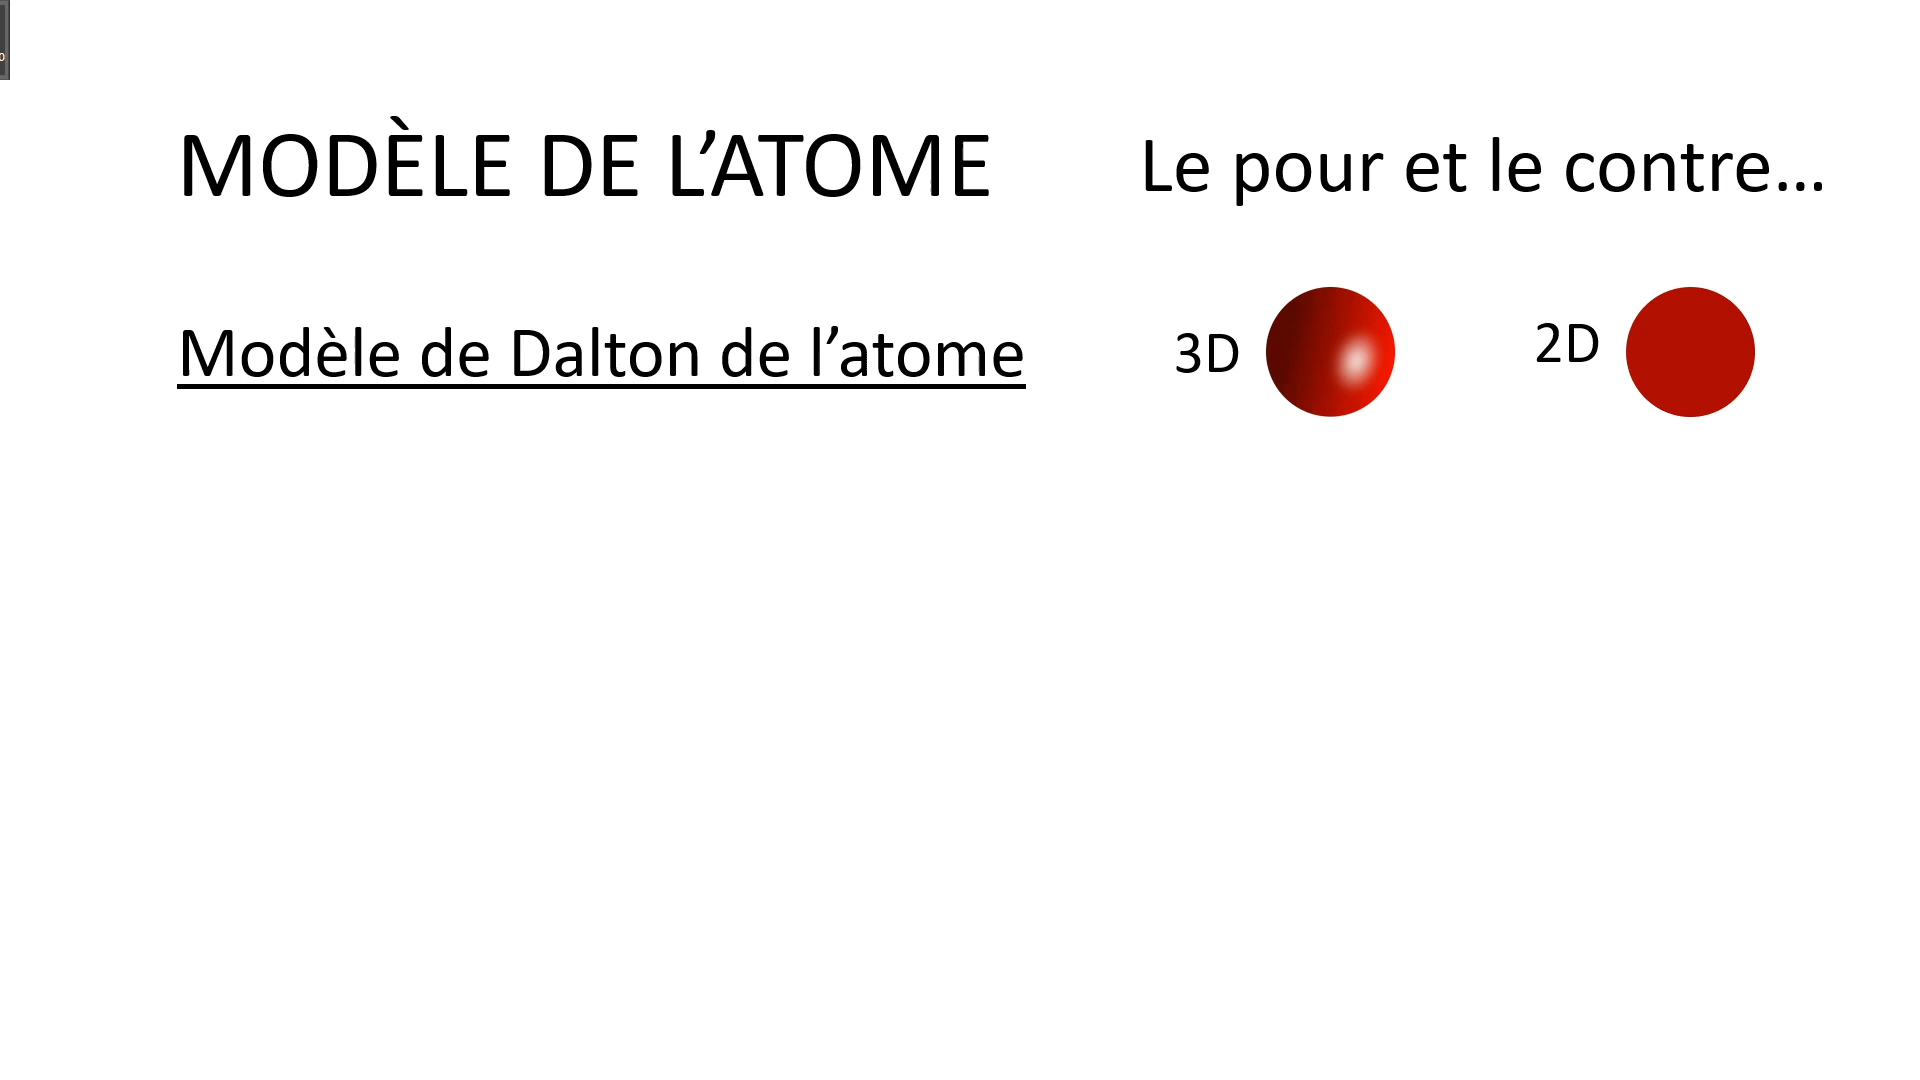 MODÈLE DE L’ATOME
Le pour et le contre…
Modèle de Dalton de l’atome
3D
2D